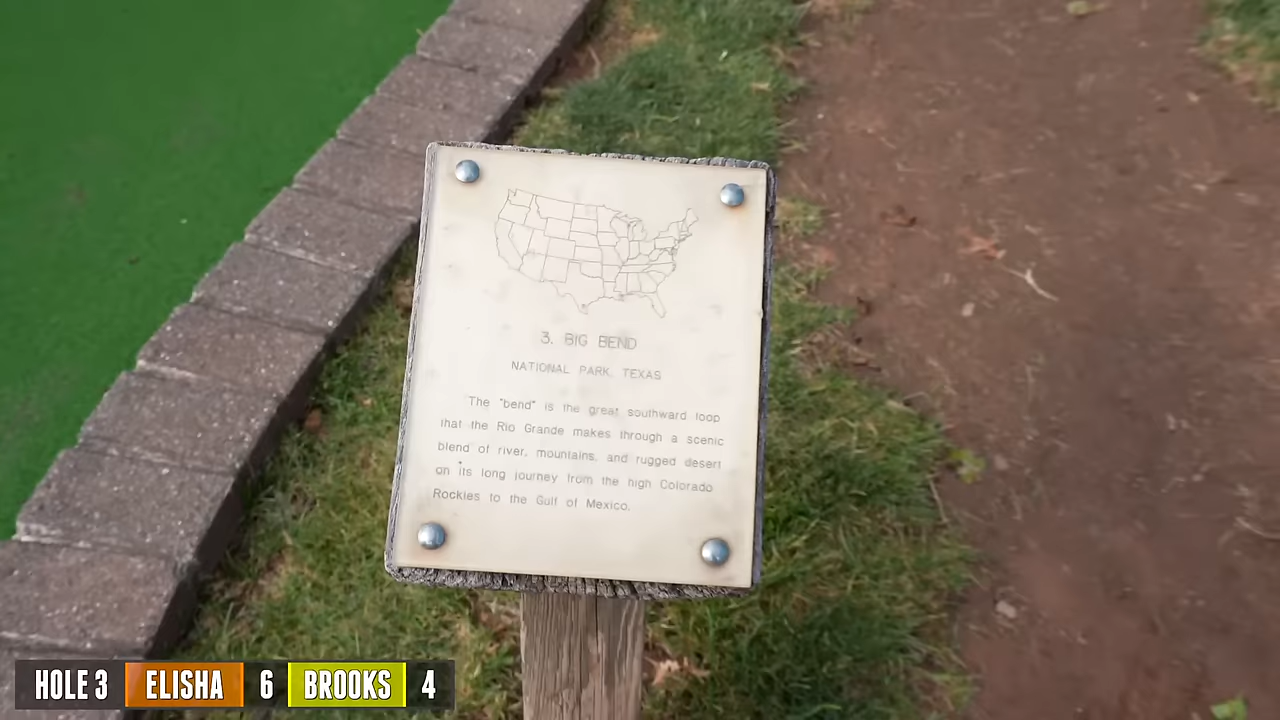 3. BIG BEND
NATIONAL PARK, TEXAS
The "bend" is the great southward loop
that the Rio Grande makes through a scenic
blend of river, mountains, and rugged desert
on its long journey from the high Colorado
Rockies to the Gulf of Mexico.
HOLE 3 ELISHA 6 BROOKS 4